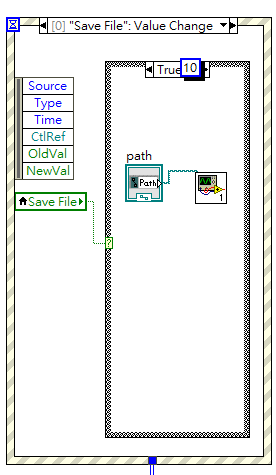 [0] "Save File": Value Change
True
10
Source
Type
Time
CtlRef
OldVal
NewVal
path
Path
Save File
?
1